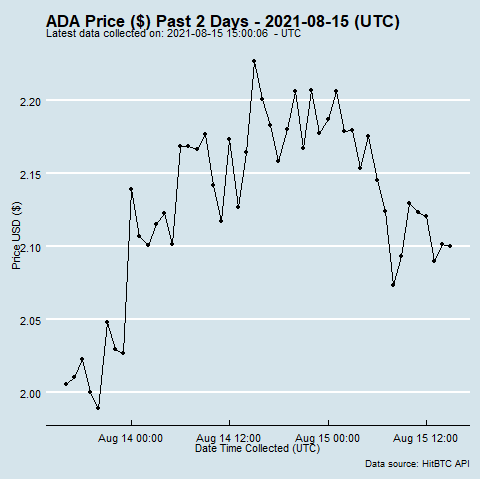 ADA Price ($) Past 2 Days - 2021-08-15 (UTC)
Latest data collected on: 2021-08-15 15:00:06 - UTC
Price USD ($)
2.20
2.15
2.10
2.05
2.00
Aug 14 00:00 Aug 14 12:00 Aug 15 00:00 Aug 15 12:00
Date Time Collected (UTC)
Data source: HitBTC API